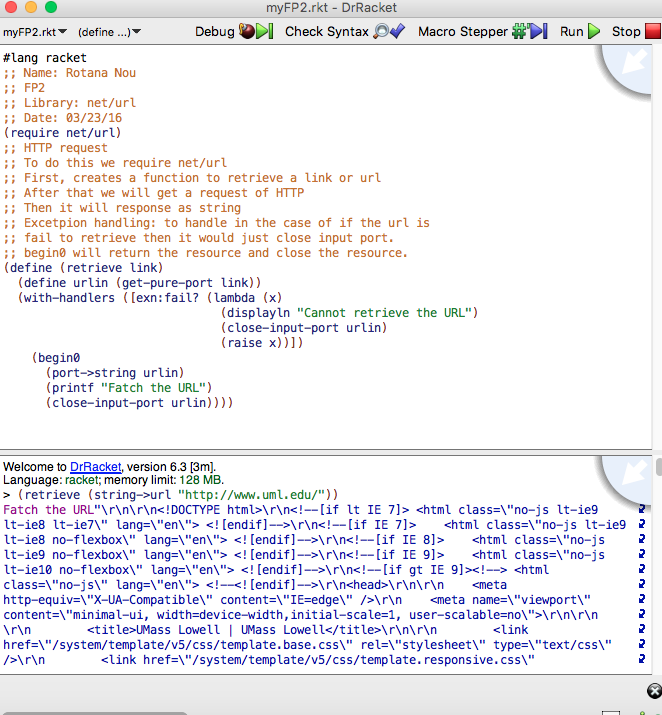 myFP2.rkt - DrRacket
myFP2.rkt▼ (define ...)▼ Debug Check Syntax Macro Stepper Run Stop
#lang racket
;; Name: Rotana Nou
;; FP2
;; Library: net/url
;; Date: 03/23/16
(require net/url)
;; HTTP request
;; To do this we require net/url
;; First, creates a function to retrieve a link or url
;; After that we will get a request of HTTP
;; Then it will response as string
;; Excetpion handling: to handle in the case of if the url is
;; fail to retrieve then it would just close input port.
;; begin0 will return the resource and close the resource.
(define (retrieve link)
  (define urlin (get-pure-port link))
  (with-handlers ([exn:fail? (lambda (x)
                               (displayln "Cannot retrieve the URL")
                               (close-input-port urlin)
                               (raise x))])
    (begin0
      (port->string urlin)
      (printf "Fatch the URL")
      (close-input-port urlin))))
Welcome to DrRacket, version 6.3 [3m].
Language: racket; memory limit: 128 MB.
> (retrieve (string->url "http://www.uml.edu/"))
Fatch the URL"\r\n\r\n<!DOCTYPE html>\r\n<!--[if lt IE 7]> <html class=\"no-js lt-ie9
lt-ie8 lt-ie7\" lang=\"en\"> <![endif]-->\r\n<!--[if IE 7]>    <html class=\"no-js lt-ie9
lt-ie8 no-flexbox\" lang=\"en\"> <![endif]-->\r\n<!--[if IE 8]>    <html class=\"no-js
lt-ie9 no-flexbox\" lang=\"en\"> <![endif]-->\r\n<!--[if IE 9]>    <html class=\"no-js
lt-ie10 no-flexbox\" lang=\"en\"> <![endif]-->\r\n<!--[if gt IE 9]><!--> <html
class=\"no-js\" lang=\"en\"> <!--<![endif]-->\r\n<head>\r\n\r\n    <meta
http-equiv=\"X-UA-Compatible\" content=\"IE=edge\" />\r\n    <meta name=\"viewport\"
content=\"minimal-ui, width=device-width,initial-scale=1, user-scalable=no\">\r\n\r\n
\r\n        <title>UMass Lowell | UMass Lowell</title>\r\n\r\n        <link
href=\"/system/template/v5/css/template.base.css\" rel=\"stylesheet\" type=\"text/css\"
/>\r\n        <link href=\"/system/template/v5/css/template.responsive.css\"